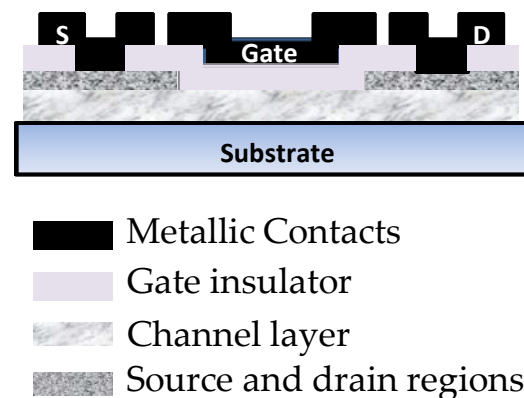 S
D
Gate
Substrate
Metallic Contacts
Gate insulator
Channel layer
Source and drain regions